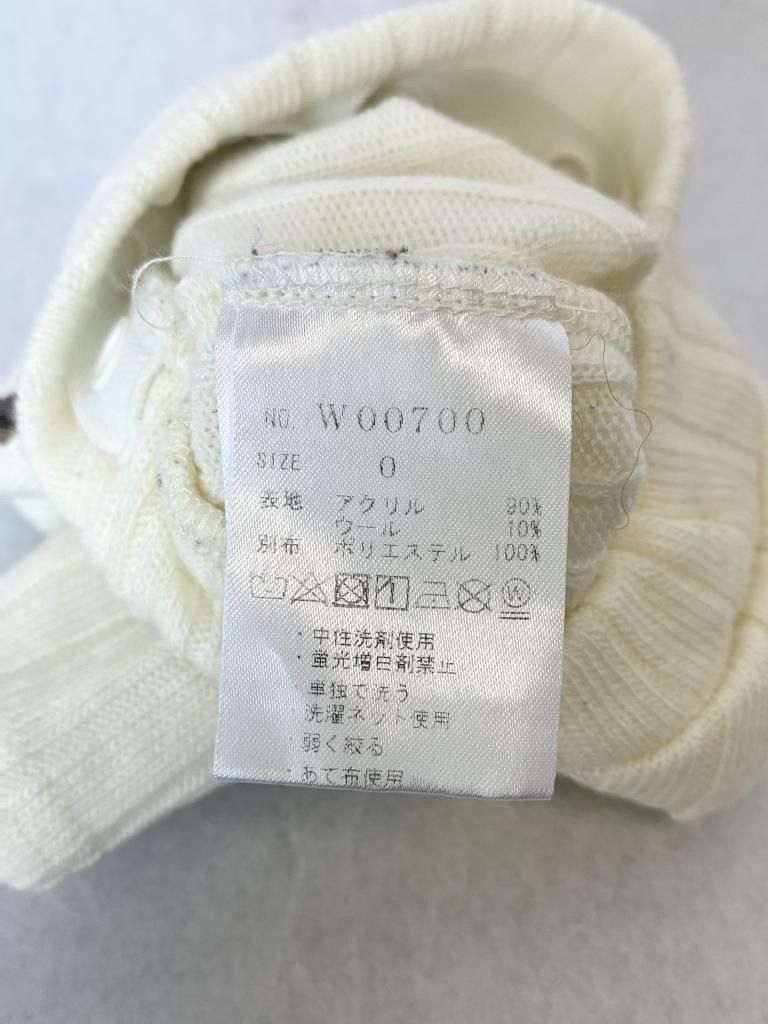 NO. W00700
SIZE 0
表地 アクリル 90%
ウール 10%
別布 ポリエステル 100%
・中性洗剤使用
・蛍光増白剤禁止
・単独で洗う
洗濯ネット使用
・弱く絞る
・あて布使用